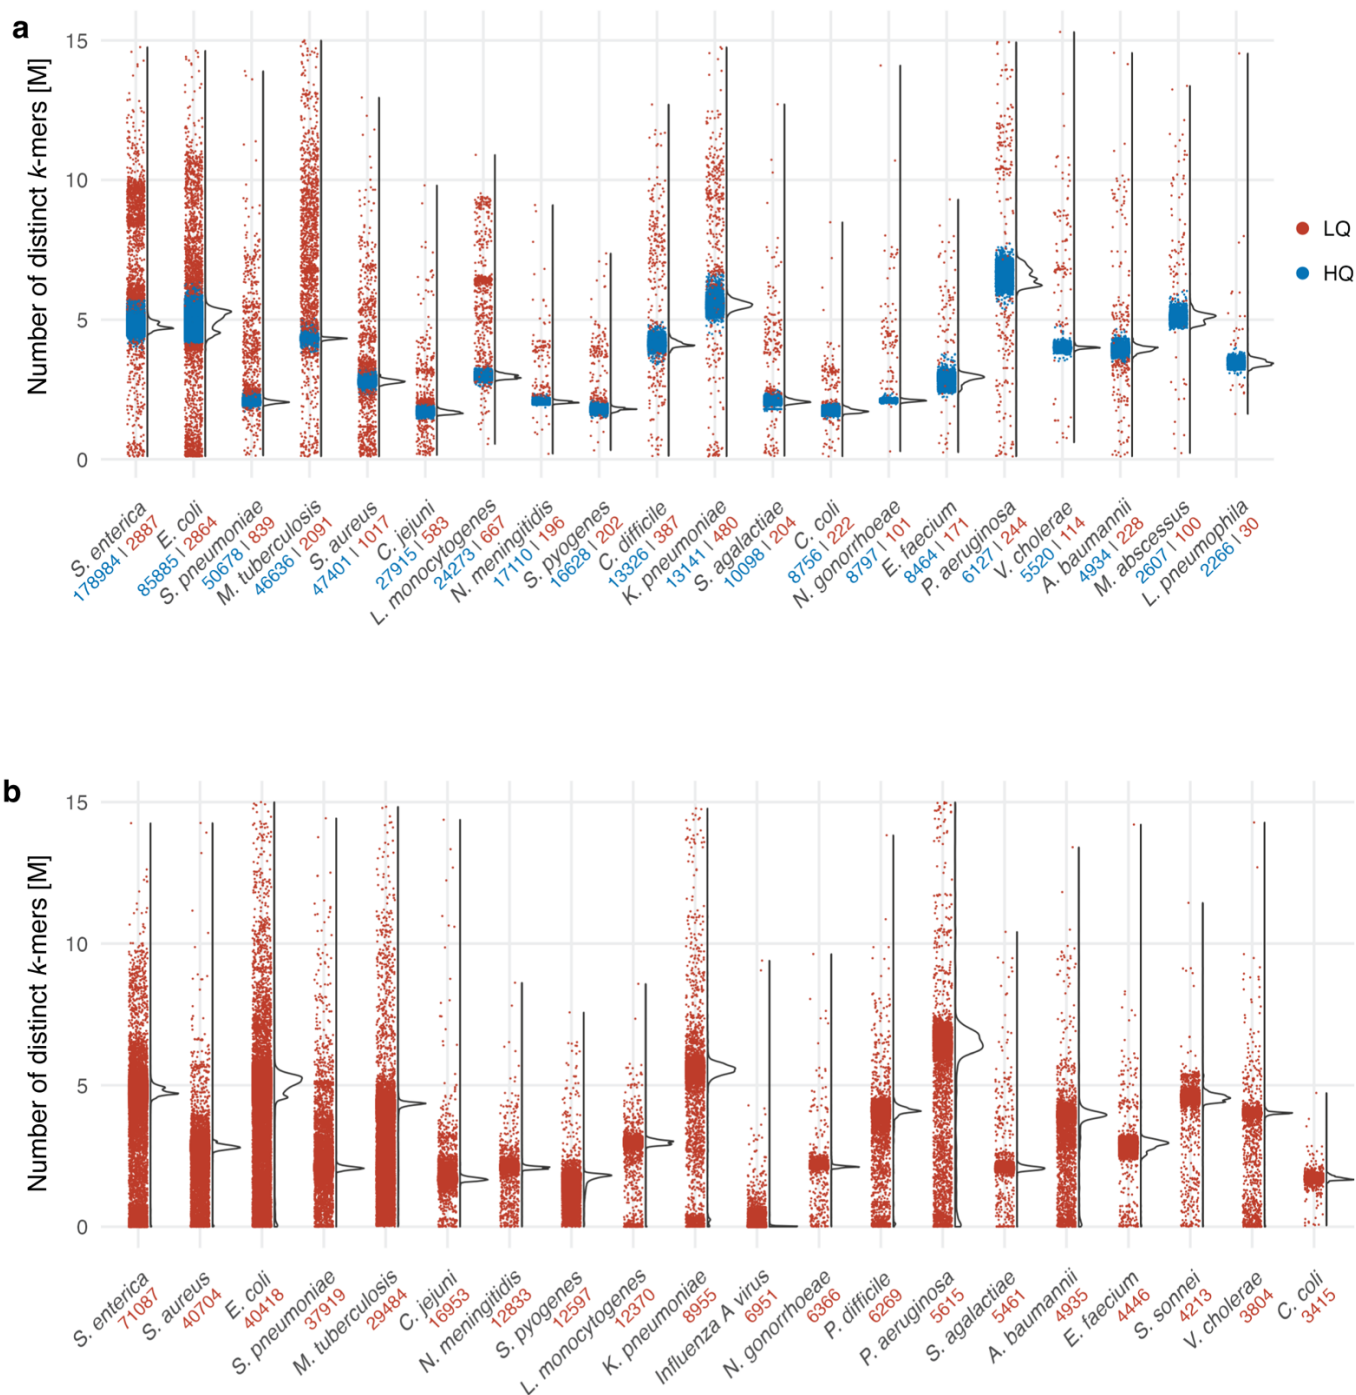 a
Number of distinct k-mers [M]
15
10
5
0
LQ
HQ
S. enterica
178984 | 2887
E. coli
85885 | 2864
S. pneumoniae
50678 | 839
M. tuberculosis
46636 | 2091
S. aureus
47401 | 1017
C. jejuni
27915 | 583
L. monocytogenes
24273 | 667
N. meningitidis
17110 | 196
S. pyogenes
16628 | 202
C. difficile
13326 | 387
K. pneumoniae
13141 | 480
S. agalactiae
10098 | 204
C. coli
8756 | 222
N. gonorrhoeae
8797 | 101
E. faecium
8464 | 171
P. aeruginosa
6127 | 244
V. cholerae
5520 | 114
A. baumannii
4934 | 228
M. abscessus
2607 | 100
L. pneumophila
2266 | 30
b
Number of distinct k-mers [M]
15
10
5
0
S. enterica
71087
S. aureus
40704
E. coli
40418
S. pneumoniae
37919
M. tuberculosis
29484
C. jejuni
16953
N. meningitidis
12833
S. pyogenes
12597
L. monocytogenes
12370
K. pneumoniae
8955
Influenza A Virus
6951
N. gonorrhoeae
6366
P. difficile
6269
P. aeruginosa
5615
S. agalactiae
5461
A. baumannii
4935
E. faecium
4446
S. sonnei
4213
V. cholerae
3804
C. coli
3415